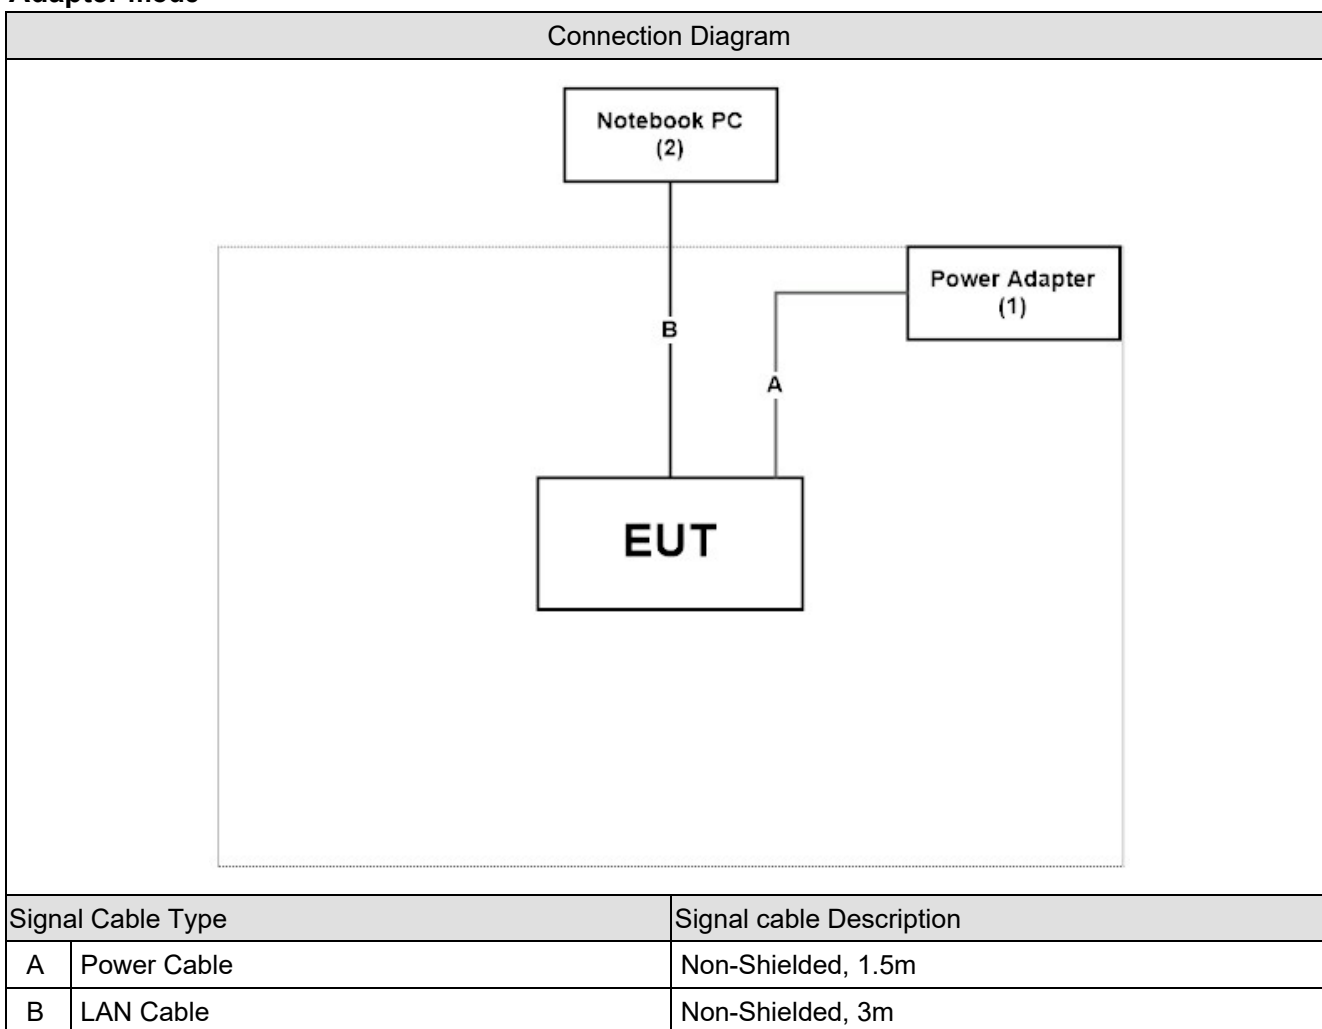 Adapter mode
Connection Diagram
Notebook PC
(2)
Power Adapter
(1)
B
A
EUT
Signal Cable Type Signal cable Description
A Power Cable Non-Shielded, 1.5m
B LAN Cable Non-Shielded, 3m